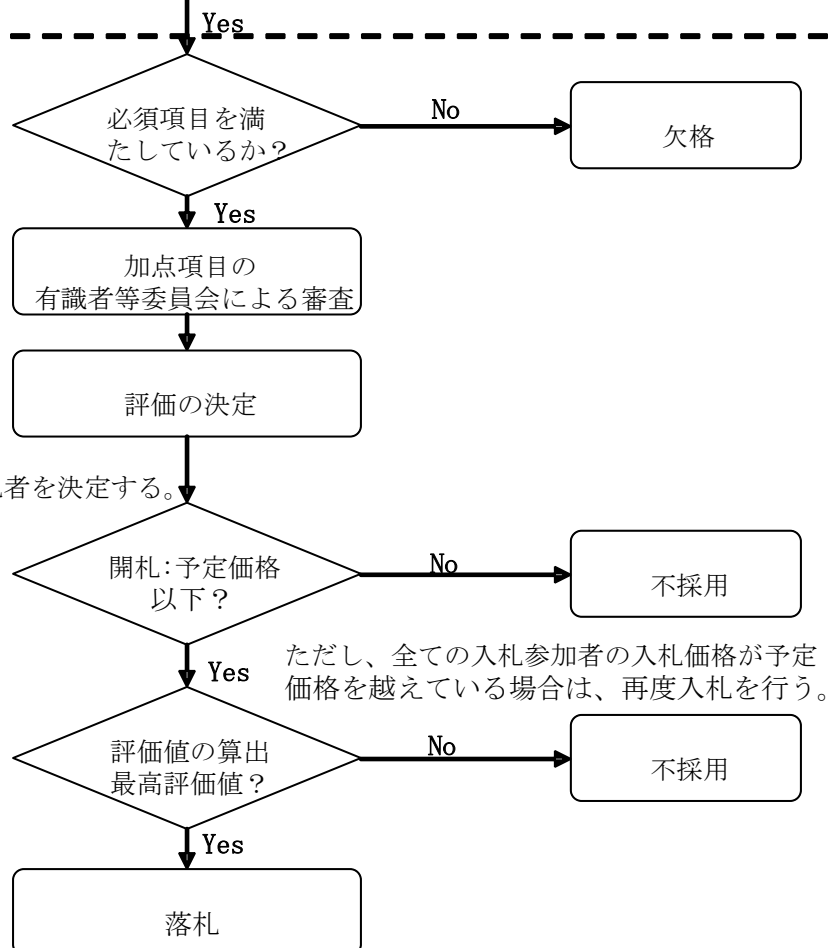 Yes
必須項目を満
たしているか？
No
欠格
Yes
加点項目の
有識者等委員会による審査
評価の決定
者を決定する。
開札：予定価格
以下？
No
不採用
Yes
ただし、全ての入札参加者の入札価格が予定
価格を越えている場合は、再度入札を行う。
評価値の算出
最高評価値？
No
不採用
Yes
落札